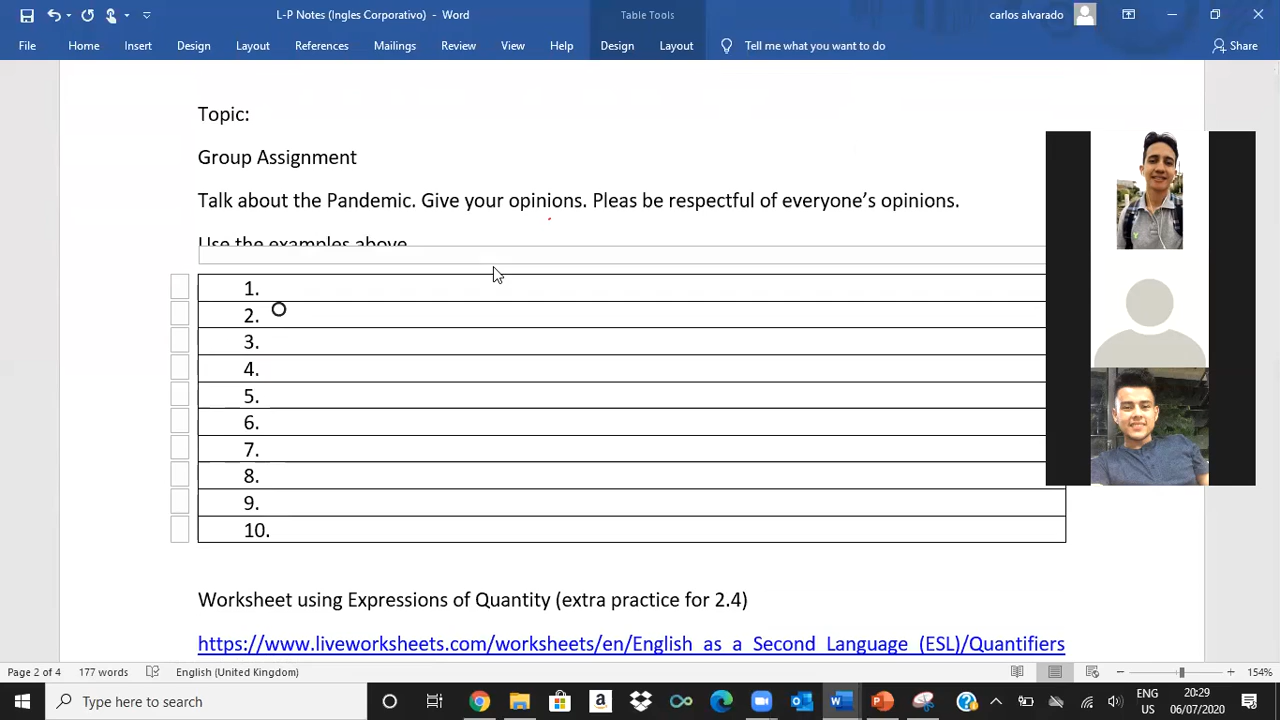 L-P Notes (Ingles Corporativo) - Word
Table Tools
carlos alvarado
File Home Insert Design Layout References Mailings Review View Help Design Layout Tell me what you want to do Share
Topic:
Group Assignment
Talk about the Pandemic. Give your opinions. Pleas be respectful of everyone’s opinions.
Use the examples above
1.
2.
3.
4.
5.
6.
7.
8.
9.
10.
Worksheet using Expressions of Quantity (extra practice for 2.4)
https://www.liveworksheets.com/worksheets/en/English_as_a_Second_Language_(ESL)/Quantifiers
Page 2 of 4 177 words English (United Kingdom) 154%
Type here to search
ENG
US
20:29
06/07/2020